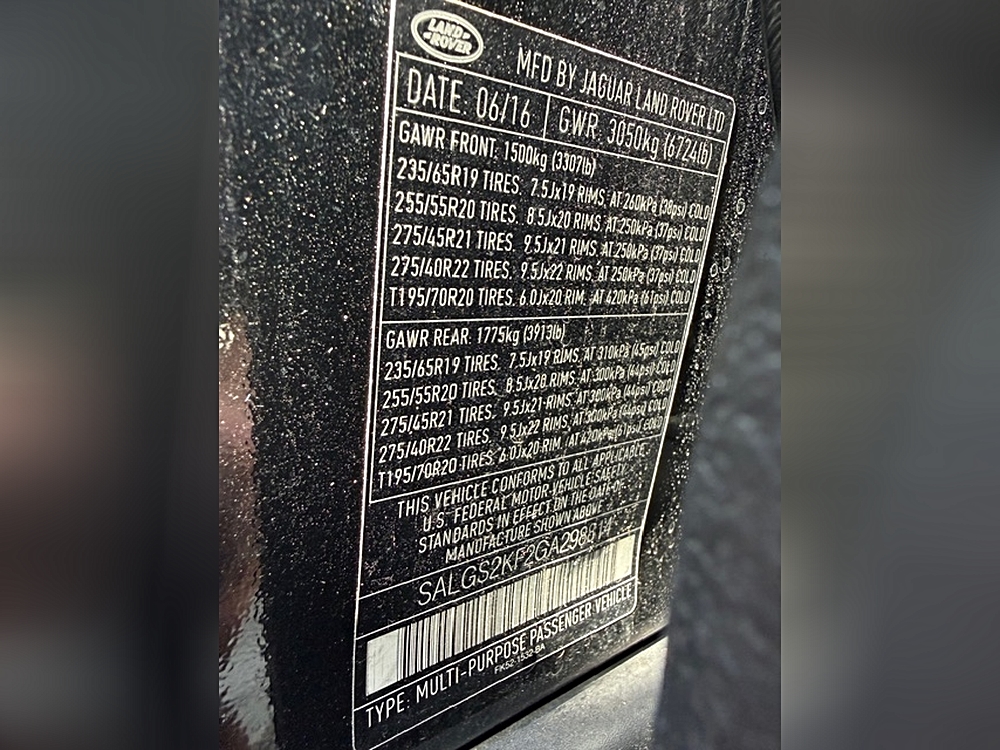 LAND ROVER
MFD BY JAGUAR LAND ROVER LTD
DATE: 06/16 GWR: 3050kg (6724lb)
GAWR FRONT: 1500kg (3307lb)
235/65R19 TIRES. 7.5Jx19 RIMS. AT 260kPa (38psi) COLD
255/55R20 TIRES. 8.5Jx20 RIMS. AT 250kPa (37psi) COLD
275/45R21 TIRES. 9.5Jx21 RIMS. AT 250kPa (37psi) COLD
275/40R22 TIRES. 9.5Jx22 RIMS. AT 250kPa (37psi) COLD
T195/70R20 TIRES. 6.0Jx20 RIM. AT 420kPa (61psi) COLD
GAWR REAR: 1775kg (3913lb)
235/65R19 TIRES. 7.5Jx19 RIMS. AT 310kPa (45psi) COLD
255/55R20 TIRES. 8.5Jx20 RIMS. AT 300kPa (44psi) COLD
275/45R21 TIRES. 9.5Jx21 RIMS. AT 300kPa (44psi) COLD
275/40R22 TIRES. 9.5Jx22 RIMS. AT 300kPa (44psi) COLD
T195/70R20 TIRES. 6.0Jx20 RIM. AT 420kPa (61psi) COLD
THIS VEHICLE CONFORMS TO ALL APPLICABLE
U.S. FEDERAL MOTOR VEHICLE SAFETY
STANDARDS IN EFFECT ON THE DATE OF
MANUFACTURE SHOWN ABOVE
TYPE: MULTI-PURPOSE PASSENGER VEHICLE
FK52-1532-BA